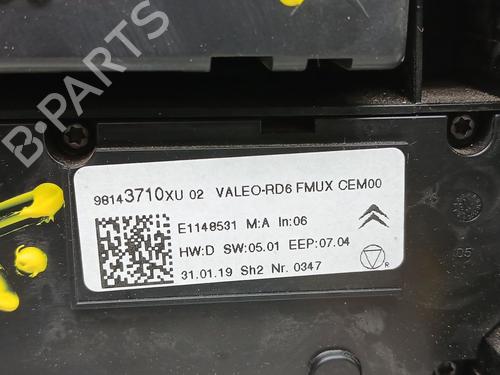 B-PARTS
98143710XU 02 VALEO-RD6 FMUX CEM00
E1148531 M:A In:06
HW:D SW:05.01 EEP:07.04
31.01.19 Sh2 Nr. 0347
R
05